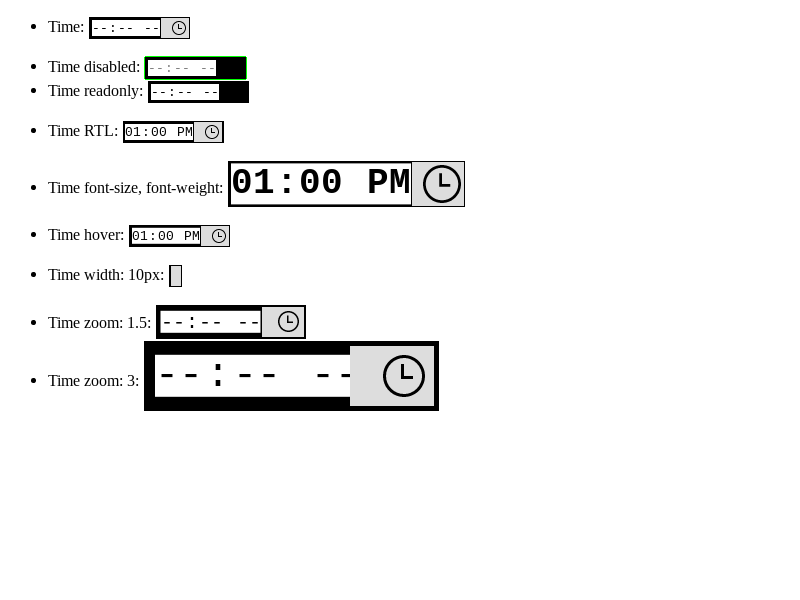 Time: --:-- --
Time disabled: --:-- --
Time readonly: --:-- --
Time RTL: 01:00 PM
Time font-size, font-weight: 01:00 PM
Time hover: 01:00 PM
Time width: 10px:
Time zoom: 1.5: --:-- --
Time zoom: 3: --:-- --